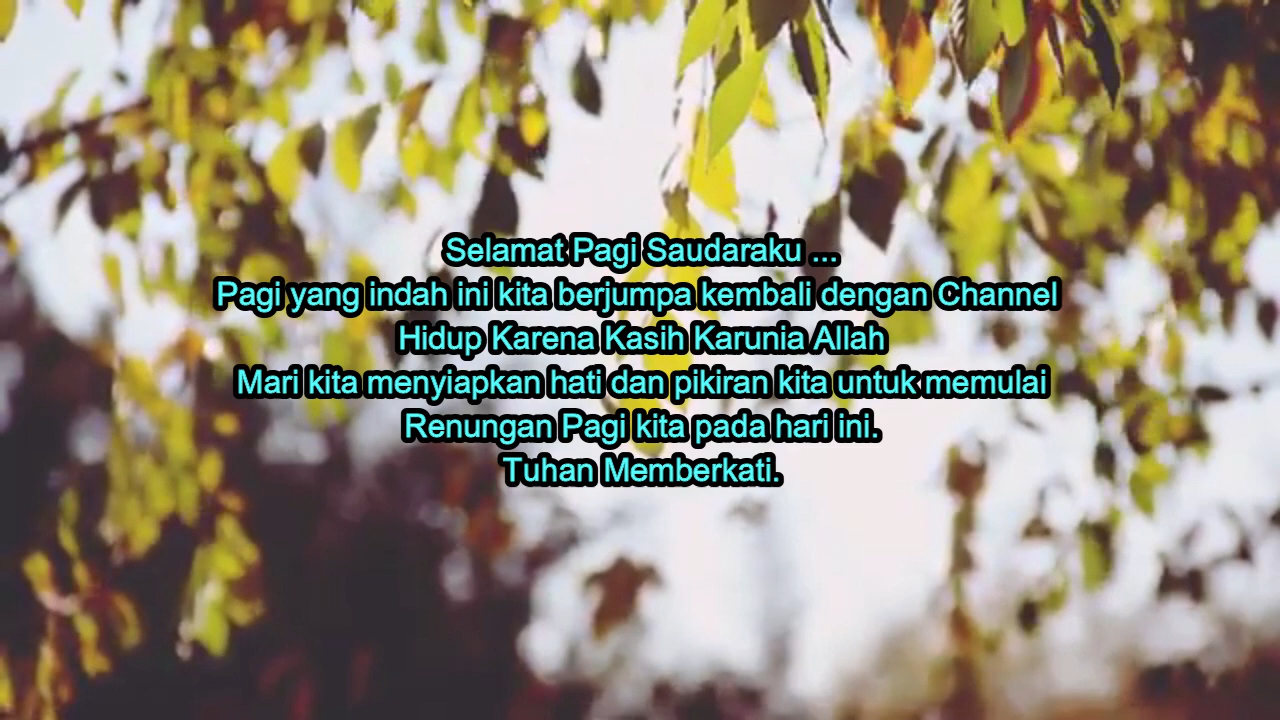 Selamat Pagi Saudaraku ...
Pagi yang indah ini kita berjumpa kembali dengan Channel
Hidup Karena Kasih Karunia Allah
Mari kita menyiapkan hati dan pikiran kita untuk memulai
Renungan Pagi kita pada hari ini.
Tuhan Memberkati.